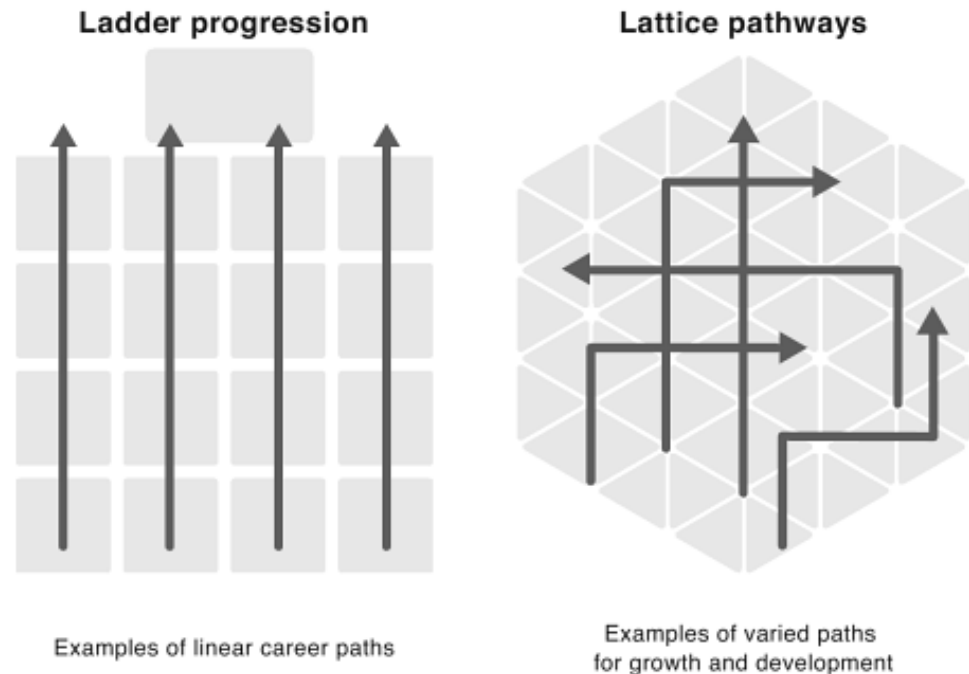 Ladder progression
Lattice pathways
Examples of linear career paths
Examples of varied paths
for growth and development